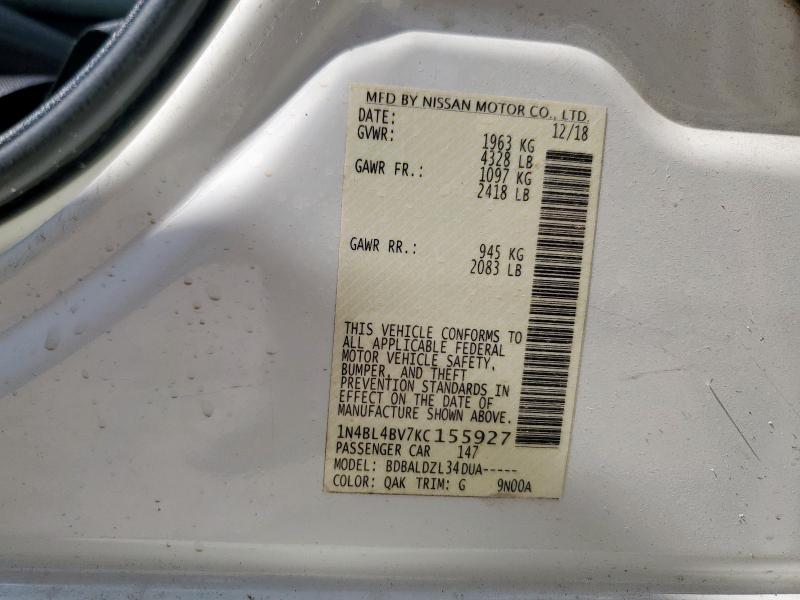 MFD BY NISSAN MOTOR CO., LTD.
DATE: 12/18
GVWR: 1963 KG
4328 LB
GAWR FR.: 1097 KG
2418 LB
GAWR RR.: 945 KG
2083 LB
THIS VEHICLE CONFORMS TO
ALL APPLICABLE FEDERAL
MOTOR VEHICLE SAFETY,
BUMPER, AND THEFT
PREVENTION STANDARDS IN
EFFECT ON THE DATE OF
MANUFACTURE SHOWN ABOVE.
1N4BL4BV7KC155927
PASSENGER CAR 147
MODEL: BDBALDZL34DUA-----
COLOR: QAK TRIM: G 9N00A